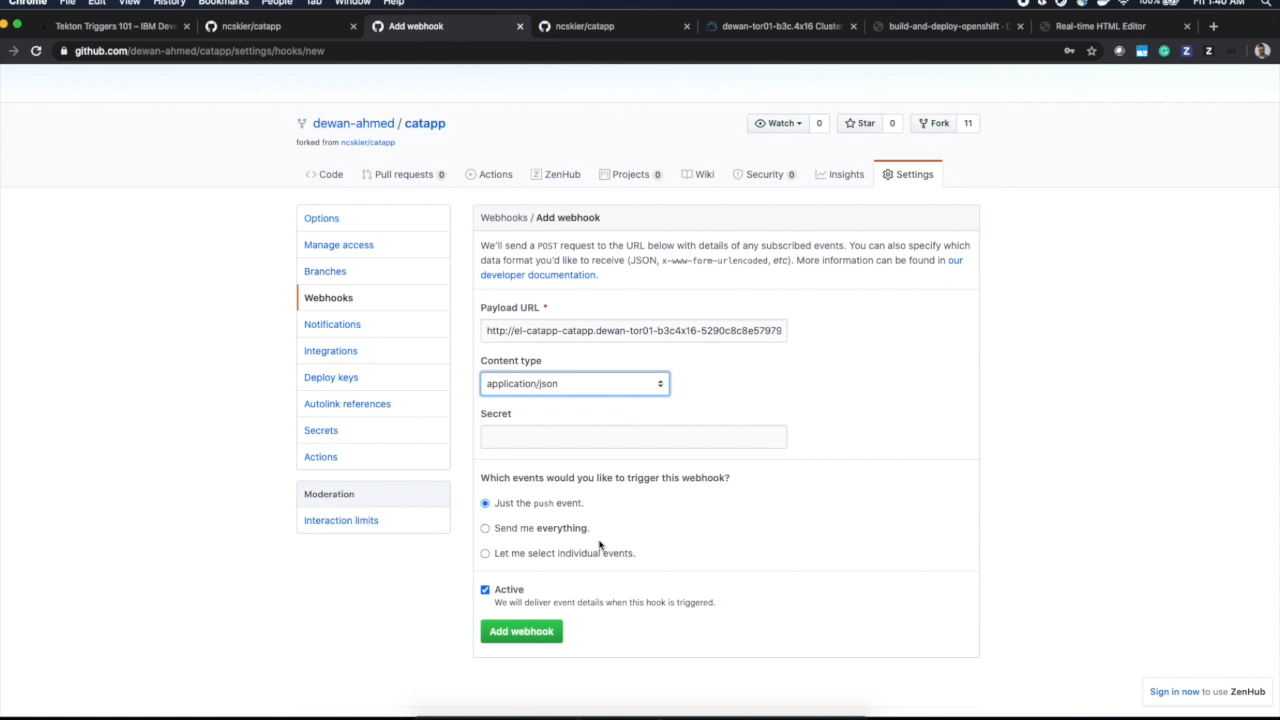 Chrome File Edit View History Bookmarks People Tab Window Help 100% Fri 1:40 AM
Tekton Triggers 101 – IBM Deve ncskier/catapp Add webhook ncskier/catapp dewan-tor01-b3c.4x16 Cluster build-and-deploy-openshift - D Real-time HTML Editor
github.com/dewan-ahmed/catapp/settings/hooks/new
dewan-ahmed / catapp
Watch 0 Star 0 Fork 11
forked from ncskier/catapp
Code Pull requests 0 Actions ZenHub Projects 0 Wiki Security 0 Insights Settings
Options
Manage access
Branches
Webhooks
Notifications
Integrations
Deploy keys
Autolink references
Secrets
Actions
Moderation
Interaction limits
Webhooks / Add webhook
We'll send a POST request to the URL below with details of any subscribed events. You can also specify which
data format you'd like to receive (JSON, x-www-form-urlencoded, etc). More information can be found in our
developer documentation.
Payload URL *
http://el-catapp-catapp.dewan-tor01-b3c4x16-5290c8c8e57979
Content type
application/json
Secret
Which events would you like to trigger this webhook?
Just the push event.
Send me everything.
Let me select individual events.
Active
We will deliver event details when this hook is triggered.
Add webhook
Sign in now to use ZenHub